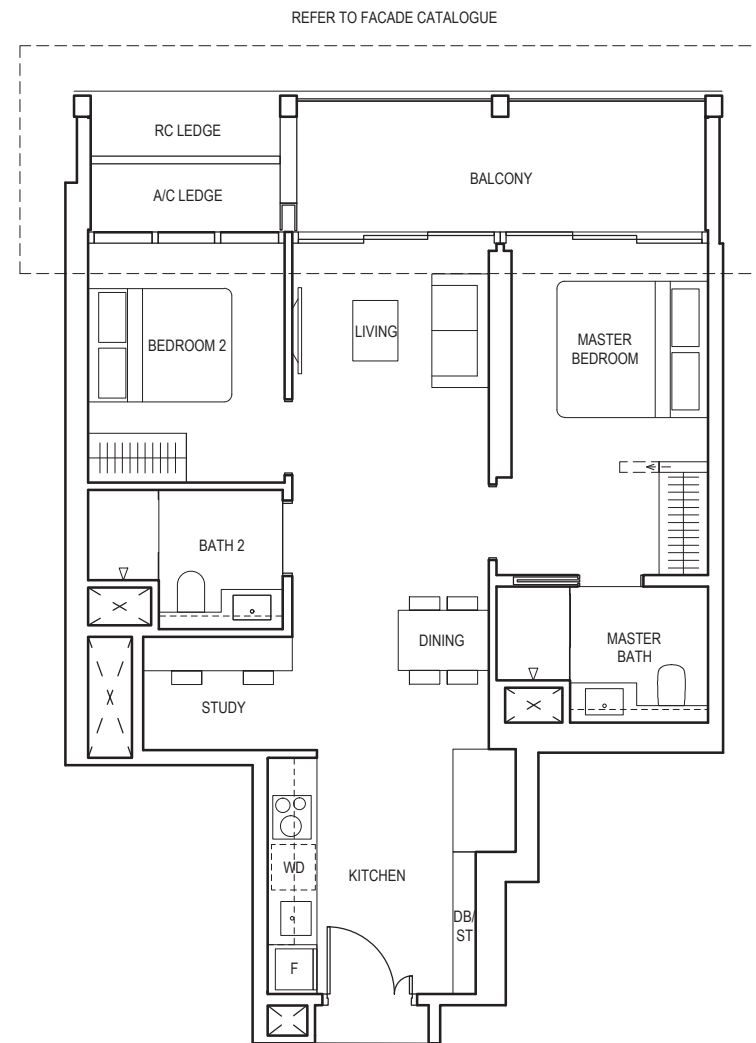 REFER TO FACADE CATALOGUE
RC LEDGE
A/C LEDGE
BALCONY
BEDROOM 2
LIVING
MASTER
BEDROOM
BATH 2
DINING
MASTER
BATH
STUDY
WD
KITCHEN
DB/
ST
F